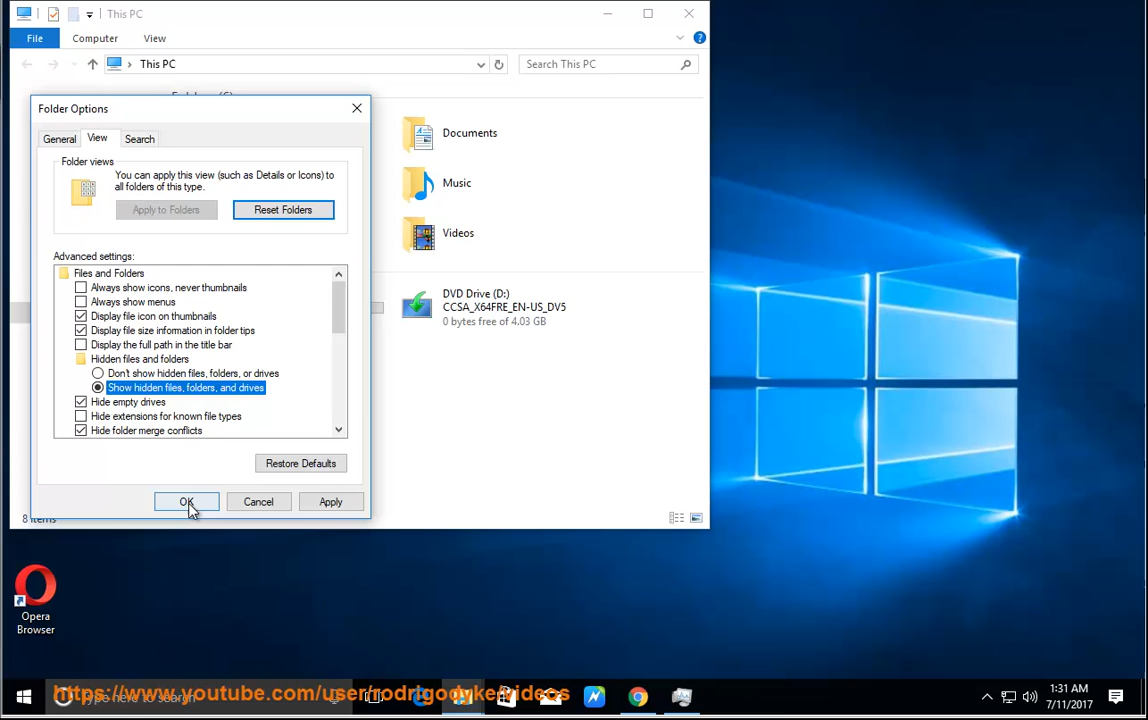 This PC
File Computer View
This PC
Search This PC
Folder Options
General View Search
Folder views
You can apply this view (such as Details or Icons) to
all folders of this type.
Apply to Folders Reset Folders
Advanced settings:
Files and Folders
Always show icons, never thumbnails
Always show menus
Display file icon on thumbnails
Display file size information in folder tips
Display the full path in the title bar
Hidden files and folders
Don't show hidden files, folders, or drives
Show hidden files, folders, and drives
Hide empty drives
Hide extensions for known file types
Hide folder merge conflicts
Restore Defaults
OK Cancel Apply
Documents
Music
Videos
DVD Drive (D:)
CCSA_X64FRE_EN-US_DV5
0 bytes free of 4.03 GB
8 items
Opera
Browser
Type here to search
https://www.youtube.com/user/rodrigodyke/videos
1:31 AM
7/11/2017